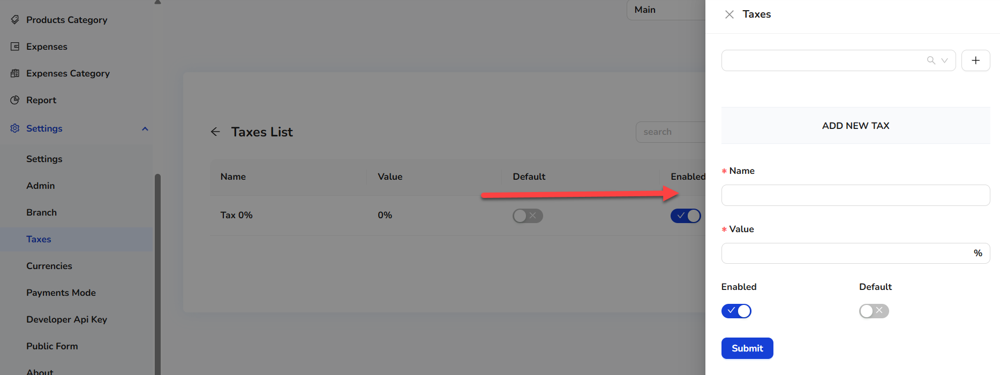 Products Category
Expenses
Expenses Category
Report
Settings
Settings
Admin
Branch
Taxes
Currencies
Payments Mode
Developer Api Key
Public Form
About
Main
Taxes List
search
Name Value Default Enabled
Tax 0% 0%
Taxes
ADD NEW TAX
* Name
* Value
%
Enabled Default
Submit